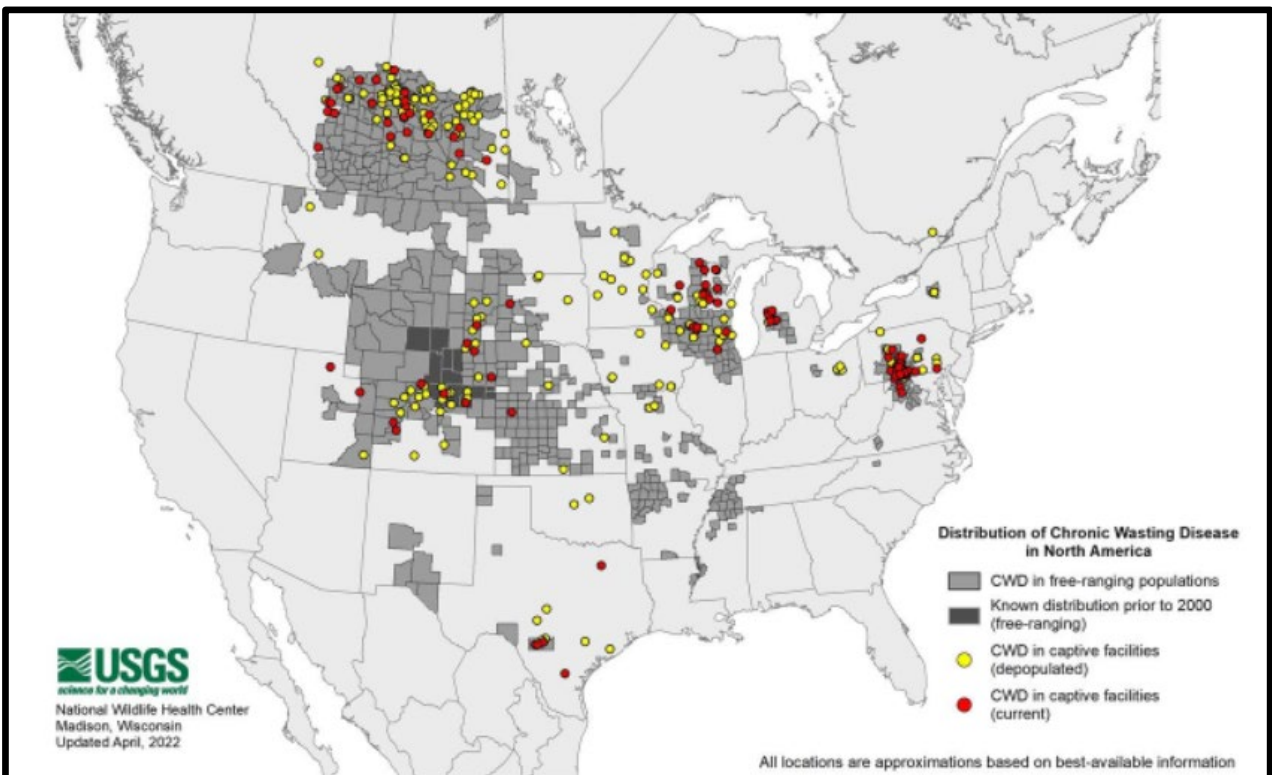 Distribution of Chronic Wasting Disease
in North America
CWD in free-ranging populations
Known distribution prior to 2000
(free-ranging)
CWD in captive facilities
(depopulated)
CWD in captive facilities
(current)
USGS
science for a changing world
National Wildlife Health Center
Madison, Wisconsin
Updated April, 2022
All locations are approximations based on best-available information